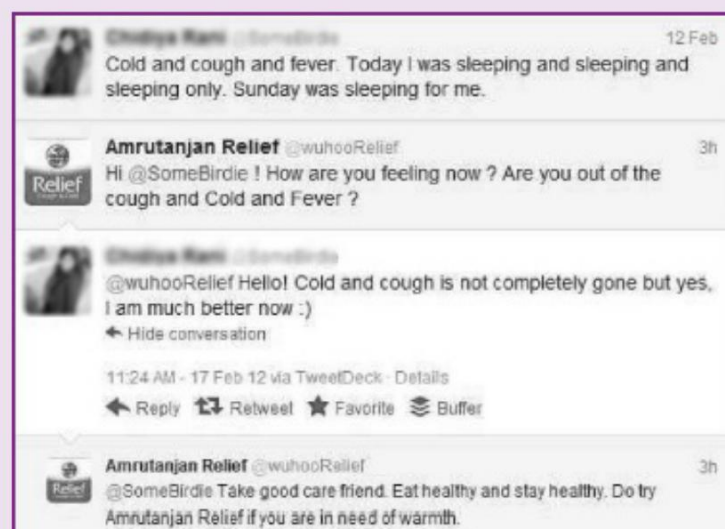 12 Feb
Cold and cough and fever. Today I was sleeping and sleeping and
sleeping only. Sunday was sleeping for me.
Amrutanjan Relief @wuhooRelief 3h
Hi @SomeBirdie ! How are you feeling now ? Are you out of the
cough and Cold and Fever ?
Relief
@wuhooRelief Hello! Cold and cough is not completely gone but yes,
I am much better now :)
Hide conversation
11:24 AM - 17 Feb 12 via TweetDeck · Details
Reply Retweet Favorite Buffer
Amrutanjan Relief @wuhooRelief 3h
Relief
@SomeBirdie Take good care friend. Eat healthy and stay healthy. Do try
Amrutanjan Relief if you are in need of warmth.